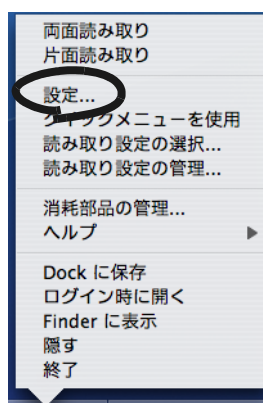 両面読み取り
片面読み取り
設定...
クイックメニューを使用
読み取り設定の選択...
読み取り設定の管理...
消耗部品の管理...
ヘルプ
Dock に保存
ログイン時に開く
Finder に表示
隠す
終了